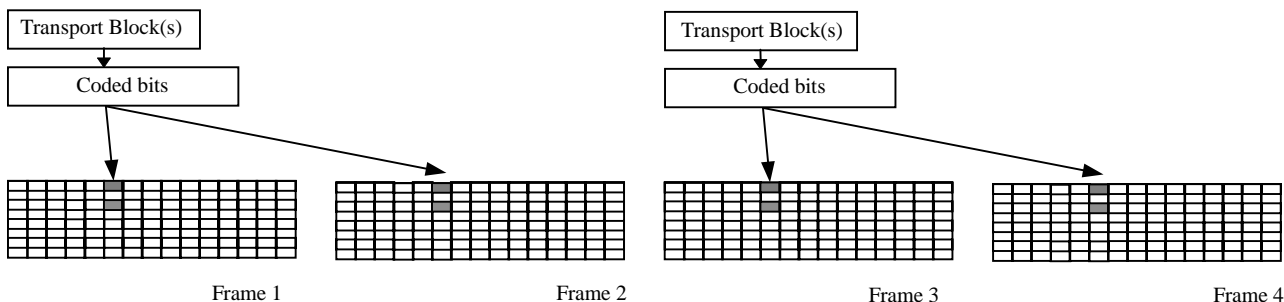 Transport Block(s)
Coded bits
Transport Block(s)
Coded bits
Frame 1
Frame 2
Frame 3
Frame 4